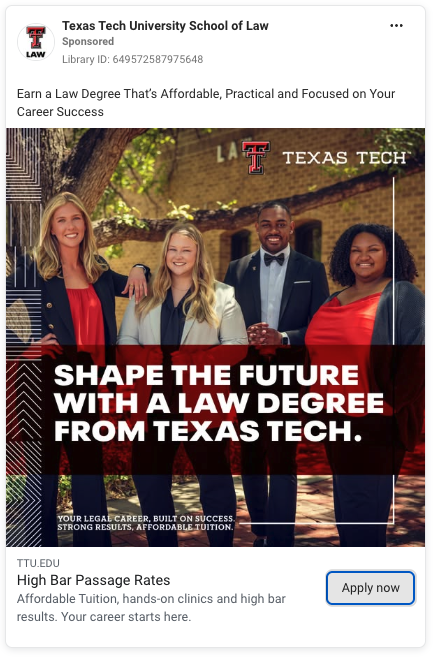 Texas Tech University School of Law
Sponsored
Library ID: 649572587975648
Earn a Law Degree That's Affordable, Practical and Focused on Your
Career Success
LAW
TEXAS TECH
SHAPE THE FUTURE
WITH A LAW DEGREE
FROM TEXAS TECH.
YOUR LEGAL CAREER, BUILT ON SUCCESS.
STRONG RESULTS. AFFORDABLE TUITION.
TTU.EDU
High Bar Passage Rates
Affordable Tuition, hands-on clinics and high bar
results. Your career starts here.
Apply now